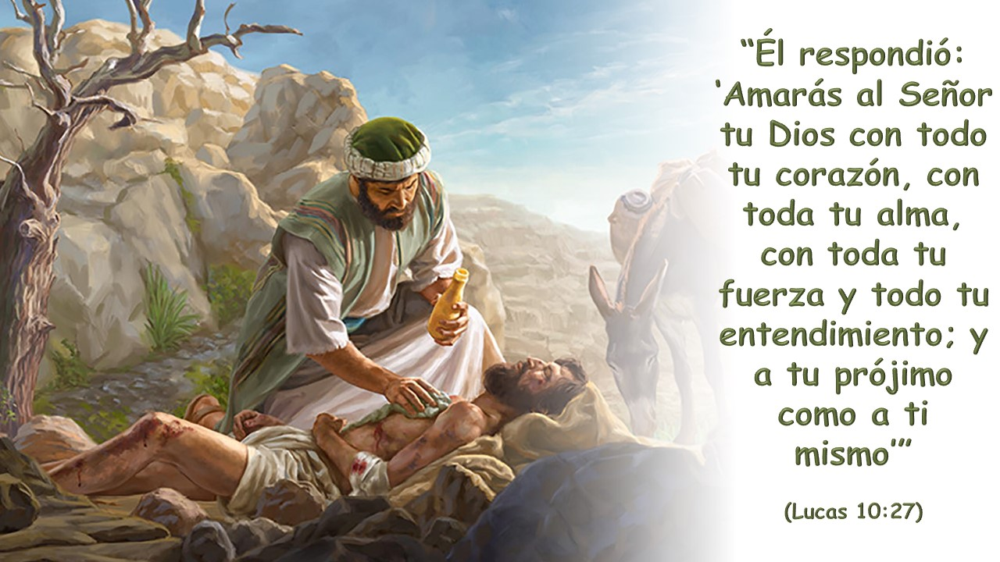 “Él respondió:
‘Amarás al Señor
tu Dios con todo
tu corazón, con
toda tu alma,
con toda tu
fuerza y todo tu
entendimiento; y
a tu prójimo
como a ti
mismo’”
(Lucas 10:27)